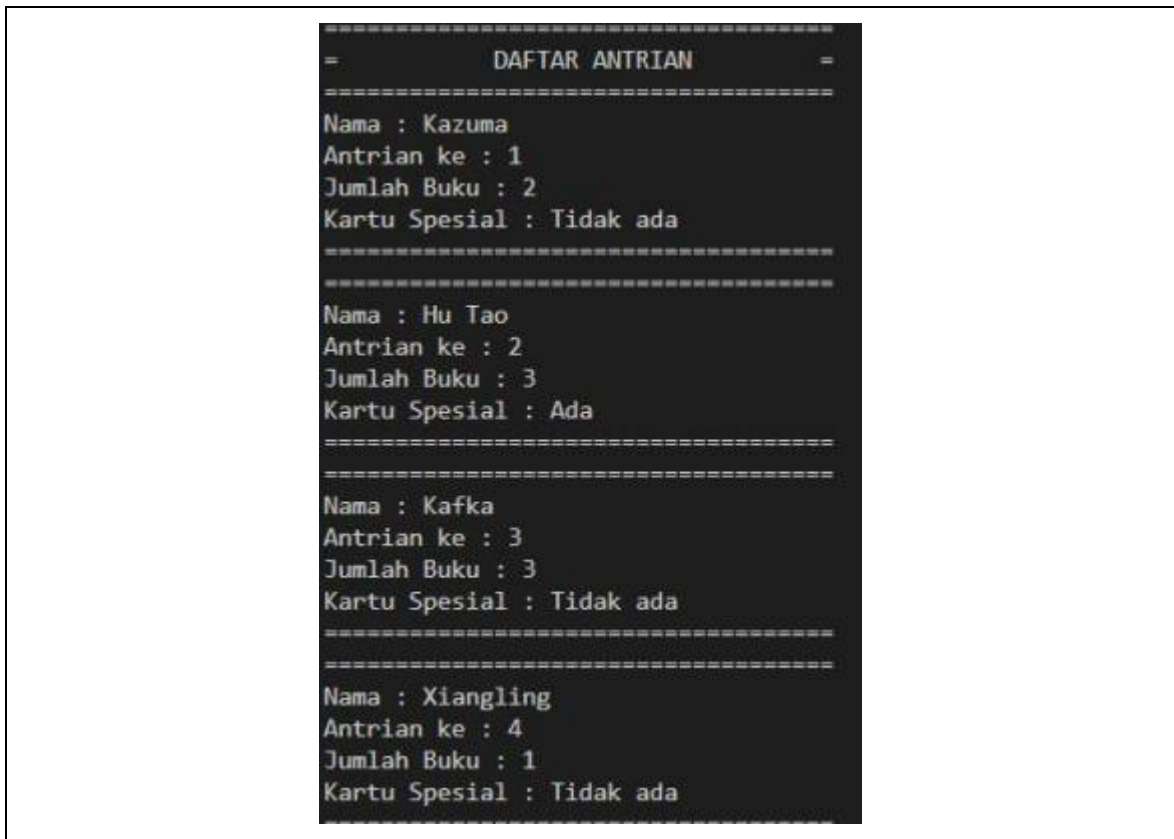 ====================================
= DAFTAR ANTRIAN =
====================================
Nama : Kazuma
Antrian ke : 1
Jumlah Buku : 2
Kartu Spesial : Tidak ada
====================================
====================================
Nama : Hu Tao
Antrian ke : 2
Jumlah Buku : 3
Kartu Spesial : Ada
====================================
====================================
Nama : Kafka
Antrian ke : 3
Jumlah Buku : 3
Kartu Spesial : Tidak ada
====================================
====================================
Nama : Xiangling
Antrian ke : 4
Jumlah Buku : 1
Kartu Spesial : Tidak ada
====================================